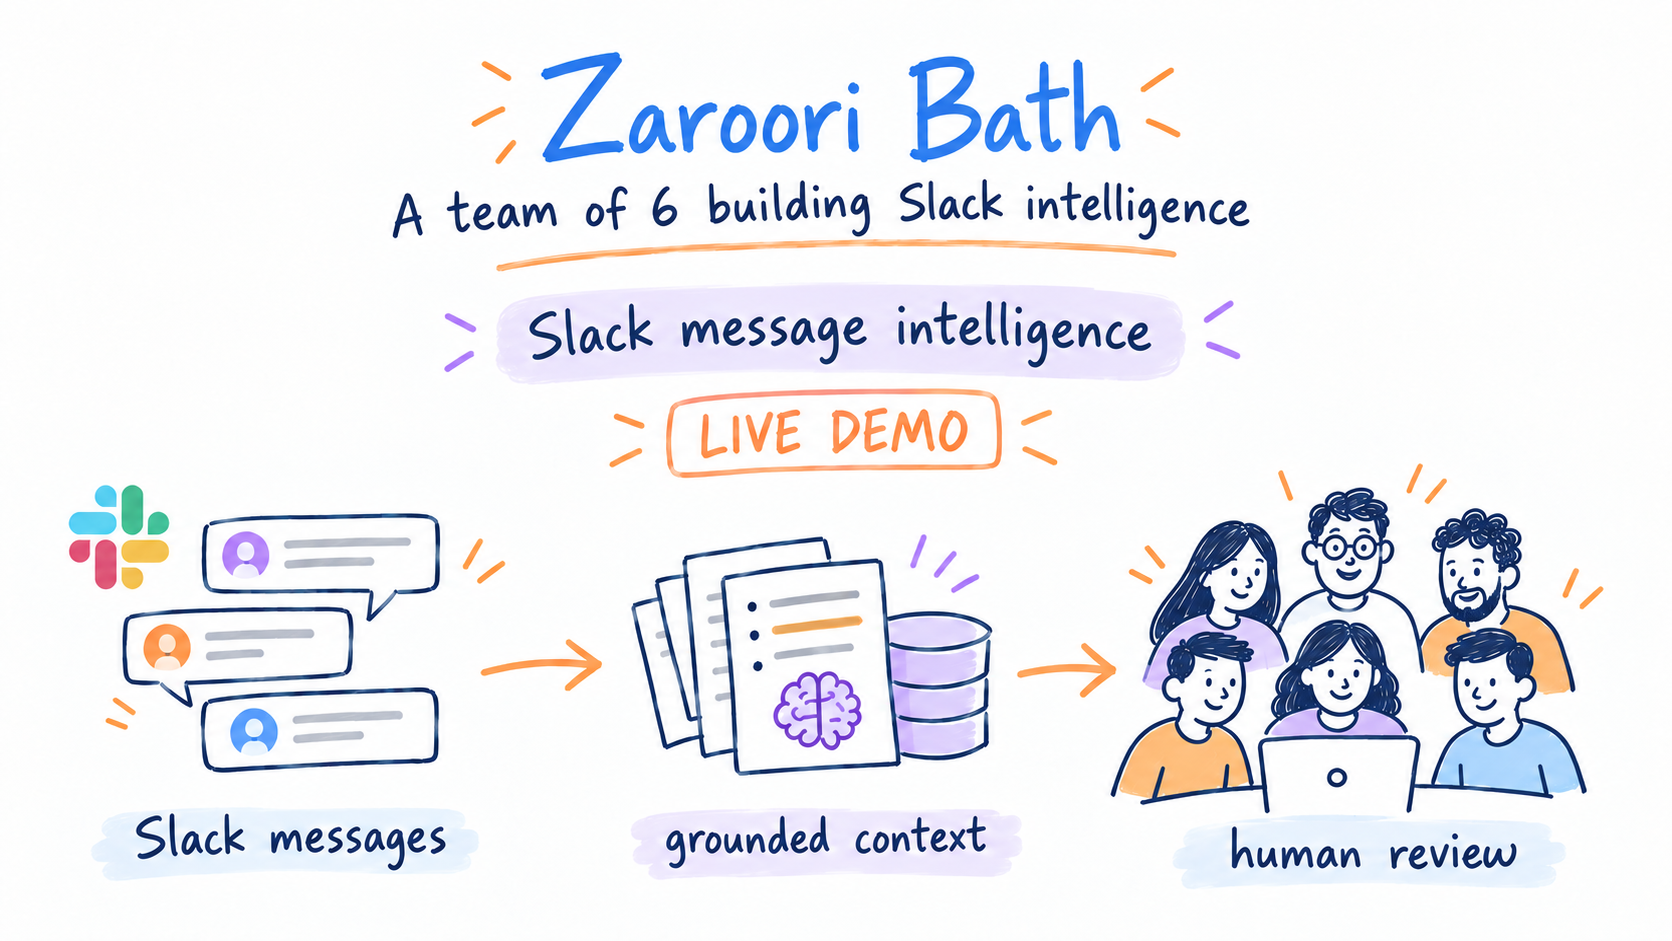 Zaroori Bath
A team of 6 building Slack intelligence
Slack message intelligence
LIVE DEMO
Slack messages
grounded context
human review